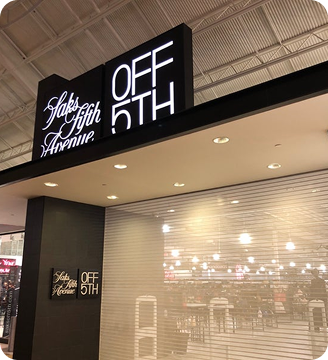 Saks
Fifth
Avenue
OFF
5TH
Saks
Fifth
Avenue
OFF
5TH